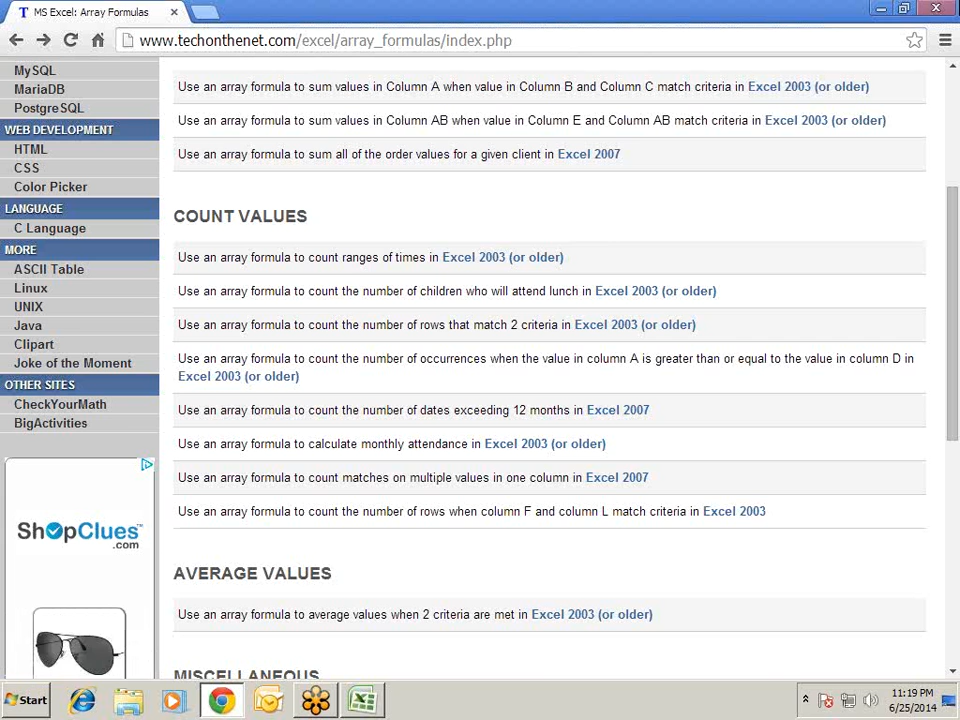 MS Excel: Array Formulas
www.techonthenet.com/excel/array_formulas/index.php
MySQL
MariaDB
PostgreSQL
WEB DEVELOPMENT
HTML
CSS
Color Picker
LANGUAGE
C Language
MORE
ASCII Table
Linux
UNIX
Java
Clipart
Joke of the Moment
OTHER SITES
CheckYourMath
BigActivities
ShopClues
.com
Use an array formula to sum values in Column A when value in Column B and Column C match criteria in Excel 2003 (or older)
Use an array formula to sum values in Column AB when value in Column E and Column AB match criteria in Excel 2003 (or older)
Use an array formula to sum all of the order values for a given client in Excel 2007
COUNT VALUES
Use an array formula to count ranges of times in Excel 2003 (or older)
Use an array formula to count the number of children who will attend lunch in Excel 2003 (or older)
Use an array formula to count the number of rows that match 2 criteria in Excel 2003 (or older)
Use an array formula to count the number of occurrences when the value in column A is greater than or equal to the value in column D in
Excel 2003 (or older)
Use an array formula to count the number of dates exceeding 12 months in Excel 2007
Use an array formula to calculate monthly attendance in Excel 2003 (or older)
Use an array formula to count matches on multiple values in one column in Excel 2007
Use an array formula to count the number of rows when column F and column L match criteria in Excel 2003
AVERAGE VALUES
Use an array formula to average values when 2 criteria are met in Excel 2003 (or older)
MISCELLANEOUS
Start
11:19 PM
6/25/2014